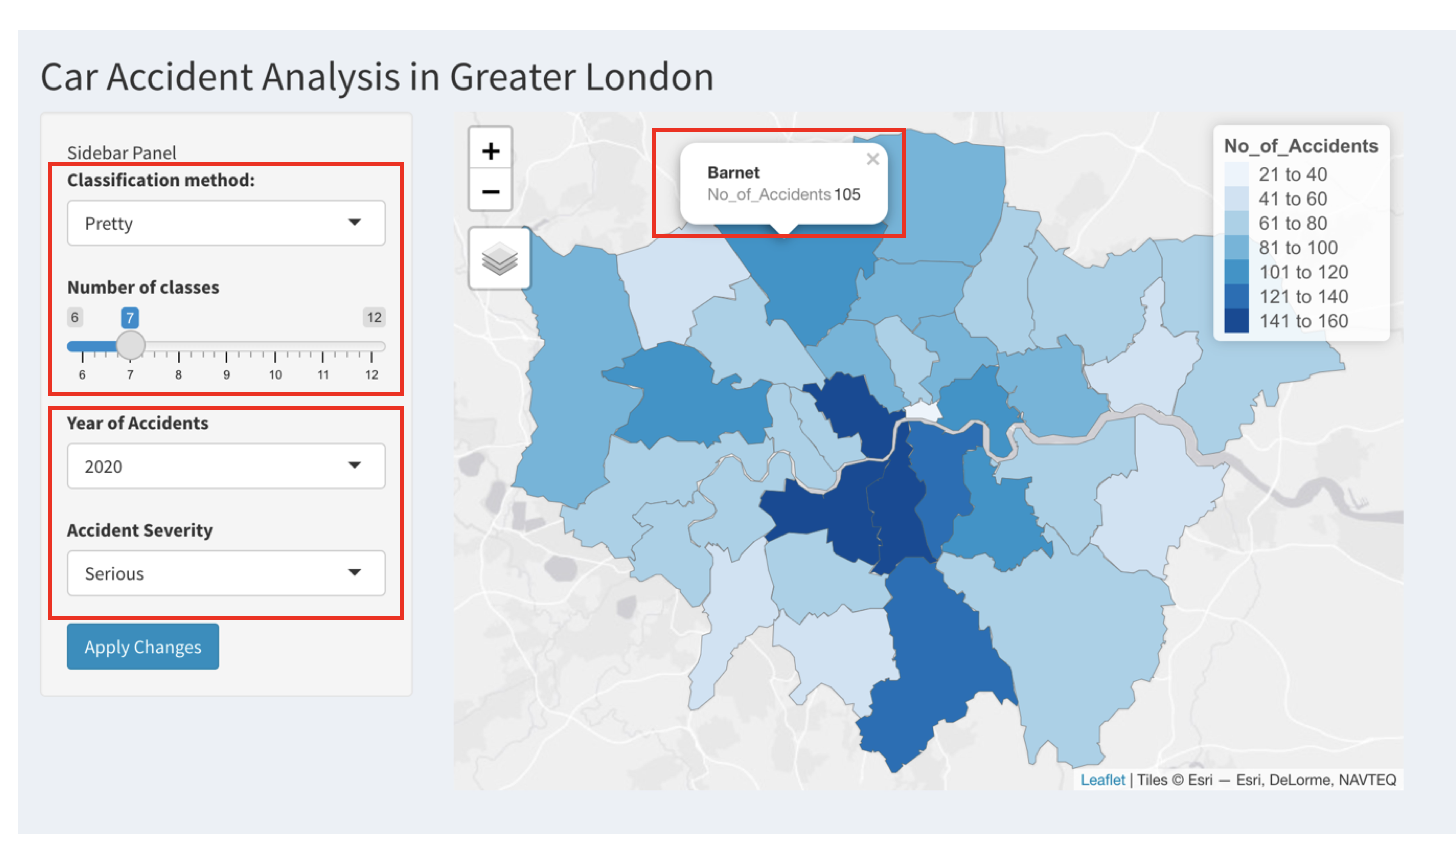 Car Accident Analysis in Greater London
Sidebar Panel
Classification method:
Pretty
Number of classes
6 7 12
6 7 8 9 10 11 12
Year of Accidents
2020
Accident Severity
Serious
Apply Changes
+
−
Barnet ×
No_of_Accidents 105
No_of_Accidents
21 to 40
41 to 60
61 to 80
81 to 100
101 to 120
121 to 140
141 to 160
Leaflet | Tiles © Esri — Esri, DeLorme, NAVTEQ